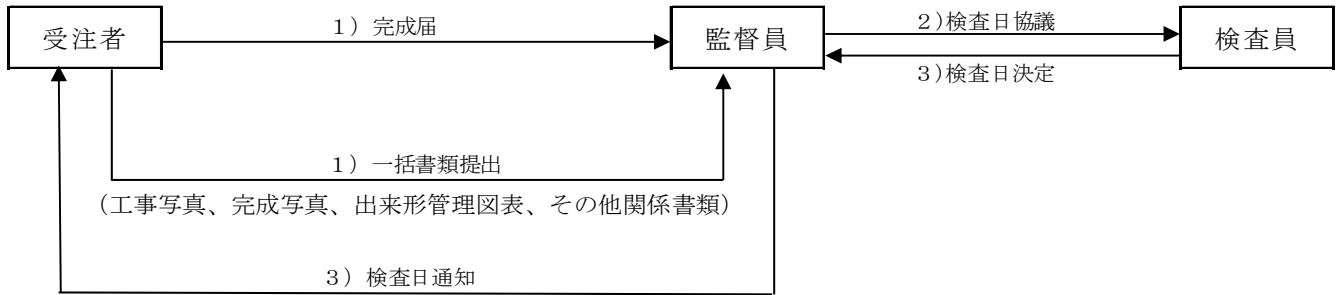 受注者
1) 完成届
監督員
2)検査日協議
検査員
3)検査日決定
1) 一括書類提出
(工事写真、完成写真、出来形管理図表、その他関係書類)
3) 検査日通知